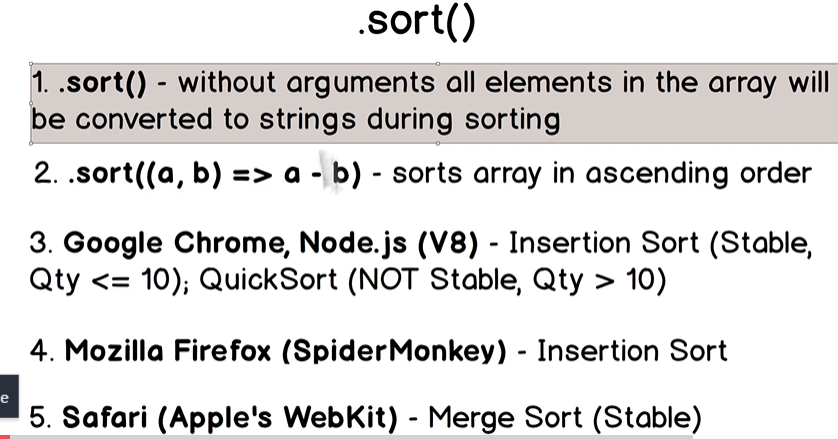 .sort()
1. .sort() - without arguments all elements in the array will
be converted to strings during sorting
2. .sort((a, b) => a - b) - sorts array in ascending order
3. Google Chrome, Node.js (V8) - Insertion Sort (Stable,
Qty <= 10); QuickSort (NOT Stable, Qty > 10)
4. Mozilla Firefox (SpiderMonkey) - Insertion Sort
e
5. Safari (Apple's WebKit) - Merge Sort (Stable)